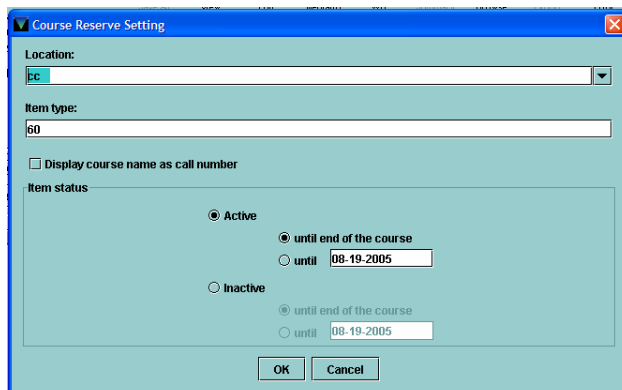 Course Reserve Setting
Location:
cc
Item type:
60
Display course name as call number
Item status
Active
until end of the course
until 08-19-2005
Inactive
until end of the course
until 08-19-2005
OK Cancel